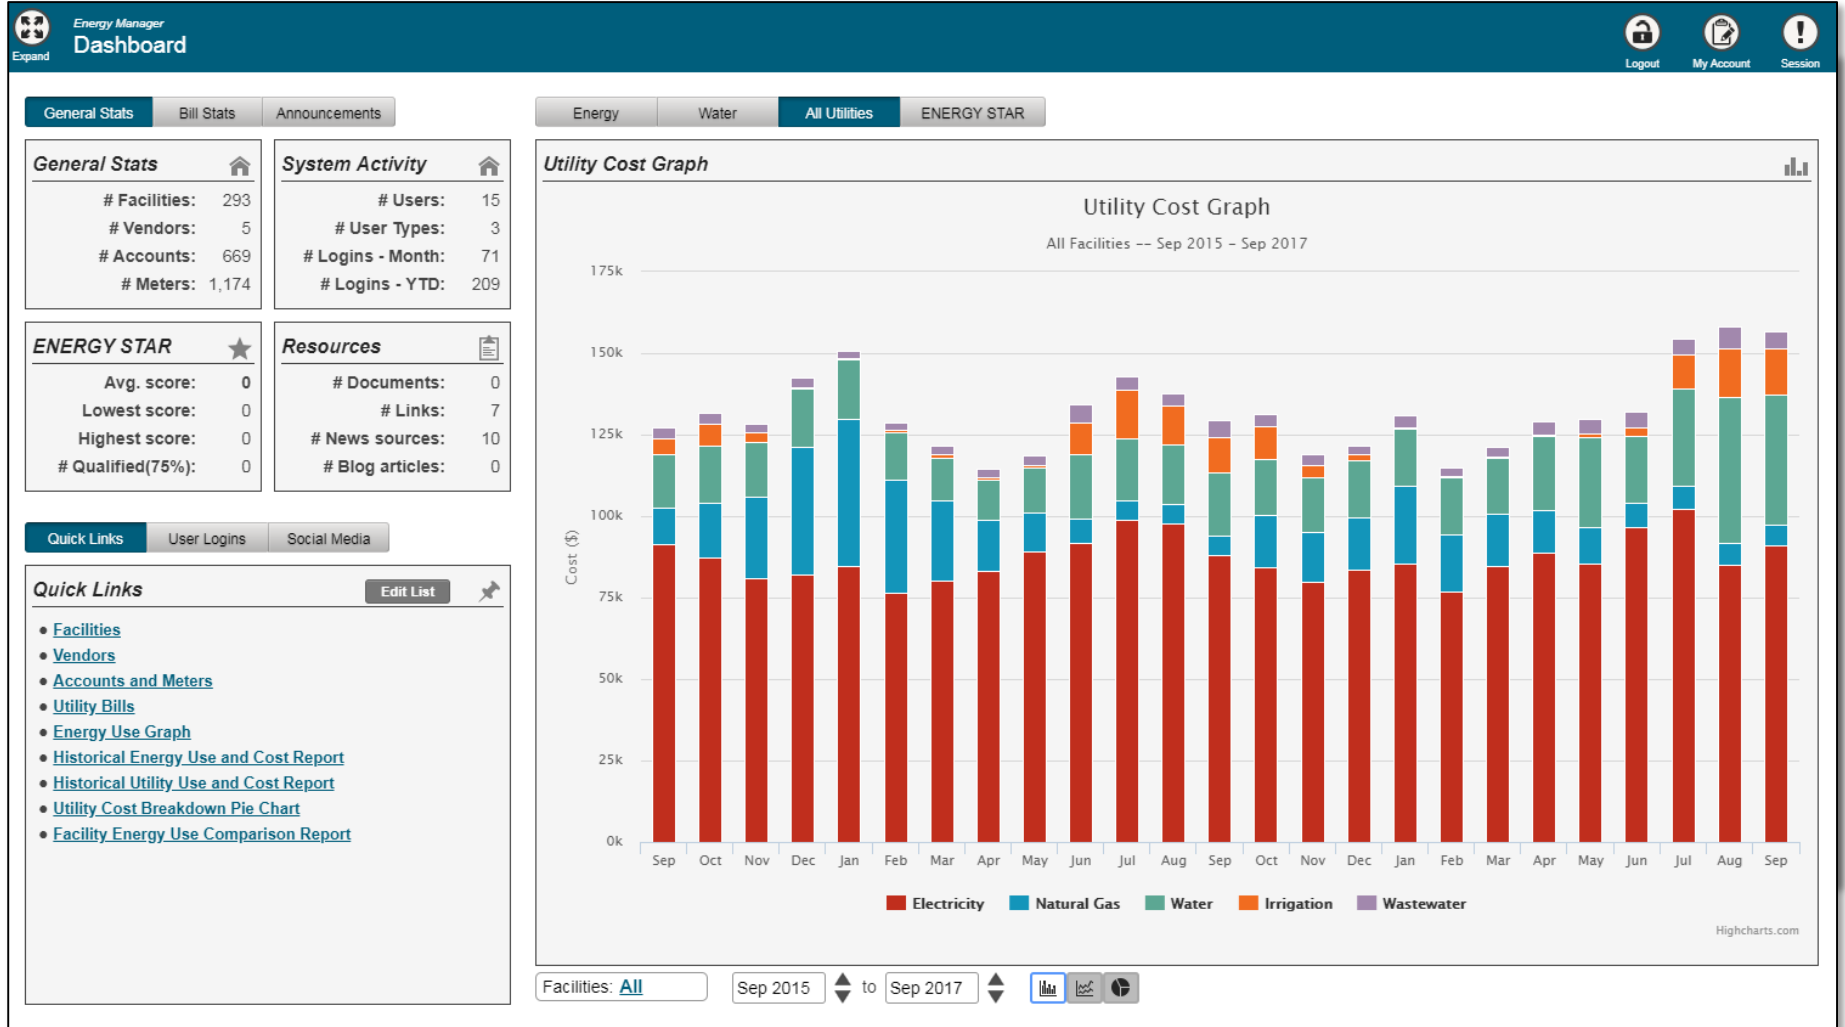 Energy Manager
Dashboard
Expand
Logout
My Account
Session
General Stats
Bill Stats
Announcements
General Stats
# Facilities: 293
# Vendors: 5
# Accounts: 669
# Meters: 1,174
System Activity
# Users: 15
# User Types: 3
# Logins - Month: 71
# Logins - YTD: 209
ENERGY STAR
Avg. score: 0
Lowest score: 0
Highest score: 0
# Qualified(75%): 0
Resources
# Documents: 0
# Links: 7
# News sources: 10
# Blog articles: 0
Quick Links
User Logins
Social Media
Quick Links
Edit List
Facilities
Vendors
Accounts and Meters
Utility Bills
Energy Use Graph
Historical Energy Use and Cost Report
Historical Utility Use and Cost Report
Utility Cost Breakdown Pie Chart
Facility Energy Use Comparison Report
Energy
Water
All Utilities
ENERGY STAR
Utility Cost Graph
Utility Cost Graph
All Facilities -- Sep 2015 - Sep 2017
175k
150k
125k
100k
75k
50k
25k
0k
Cost ($)
Sep Oct Nov Dec Jan Feb Mar Apr May Jun Jul Aug Sep Oct Nov Dec Jan Feb Mar Apr May Jun Jul Aug Sep
Electricity Natural Gas Water Irrigation Wastewater
Highcharts.com
Facilities: All
Sep 2015 to Sep 2017